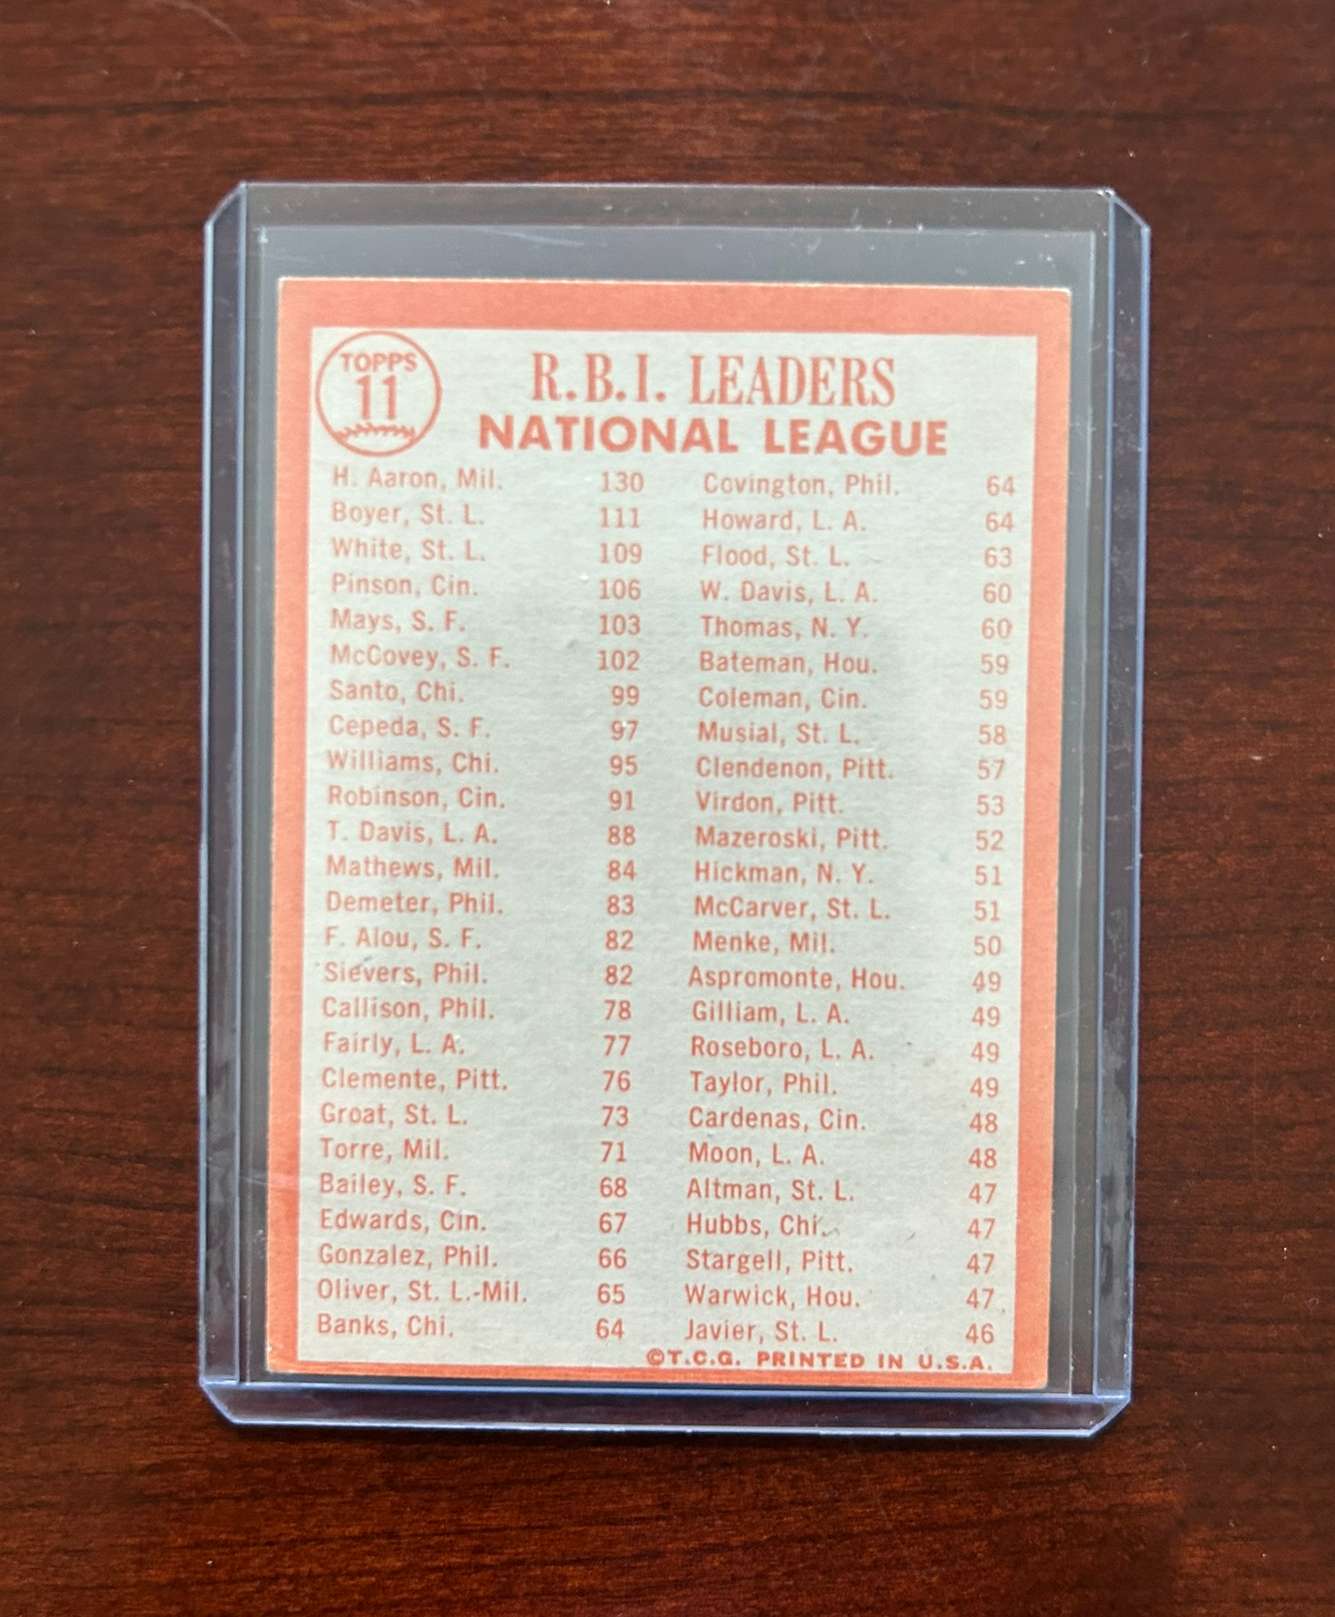 TOPPS
11
R.B.I. LEADERS
NATIONAL LEAGUE
H. Aaron, Mil. 130
Boyer, St. L. 111
White, St. L. 109
Pinson, Cin. 106
Mays, S. F. 103
McCovey, S. F. 102
Santo, Chi. 99
Cepeda, S. F. 97
Williams, Chi. 95
Robinson, Cin. 91
T. Davis, L. A. 88
Mathews, Mil. 84
Demeter, Phil. 83
F. Alou, S. F. 82
Sievers, Phil. 82
Callison, Phil. 78
Fairly, L. A. 77
Clemente, Pitt. 76
Groat, St. L. 73
Torre, Mil. 71
Bailey, S. F. 68
Edwards, Cin. 67
Gonzalez, Phil. 66
Oliver, St. L.-Mil. 65
Banks, Chi. 64
Covington, Phil. 64
Howard, L. A. 64
Flood, St. L. 63
W. Davis, L. A. 60
Thomas, N. Y. 60
Bateman, Hou. 59
Coleman, Cin. 59
Musial, St. L. 58
Clendenon, Pitt. 57
Virdon, Pitt. 53
Mazeroski, Pitt. 52
Hickman, N. Y. 51
McCarver, St. L. 51
Menke, Mil. 50
Aspromonte, Hou. 49
Gilliam, L. A. 49
Roseboro, L. A. 49
Taylor, Phil. 49
Cardenas, Cin. 48
Moon, L. A. 48
Altman, St. L. 47
Hubbs, Chi. 47
Stargell, Pitt. 47
Warwick, Hou. 47
Javier, St. L. 46
©T.C.G. PRINTED IN U.S.A.